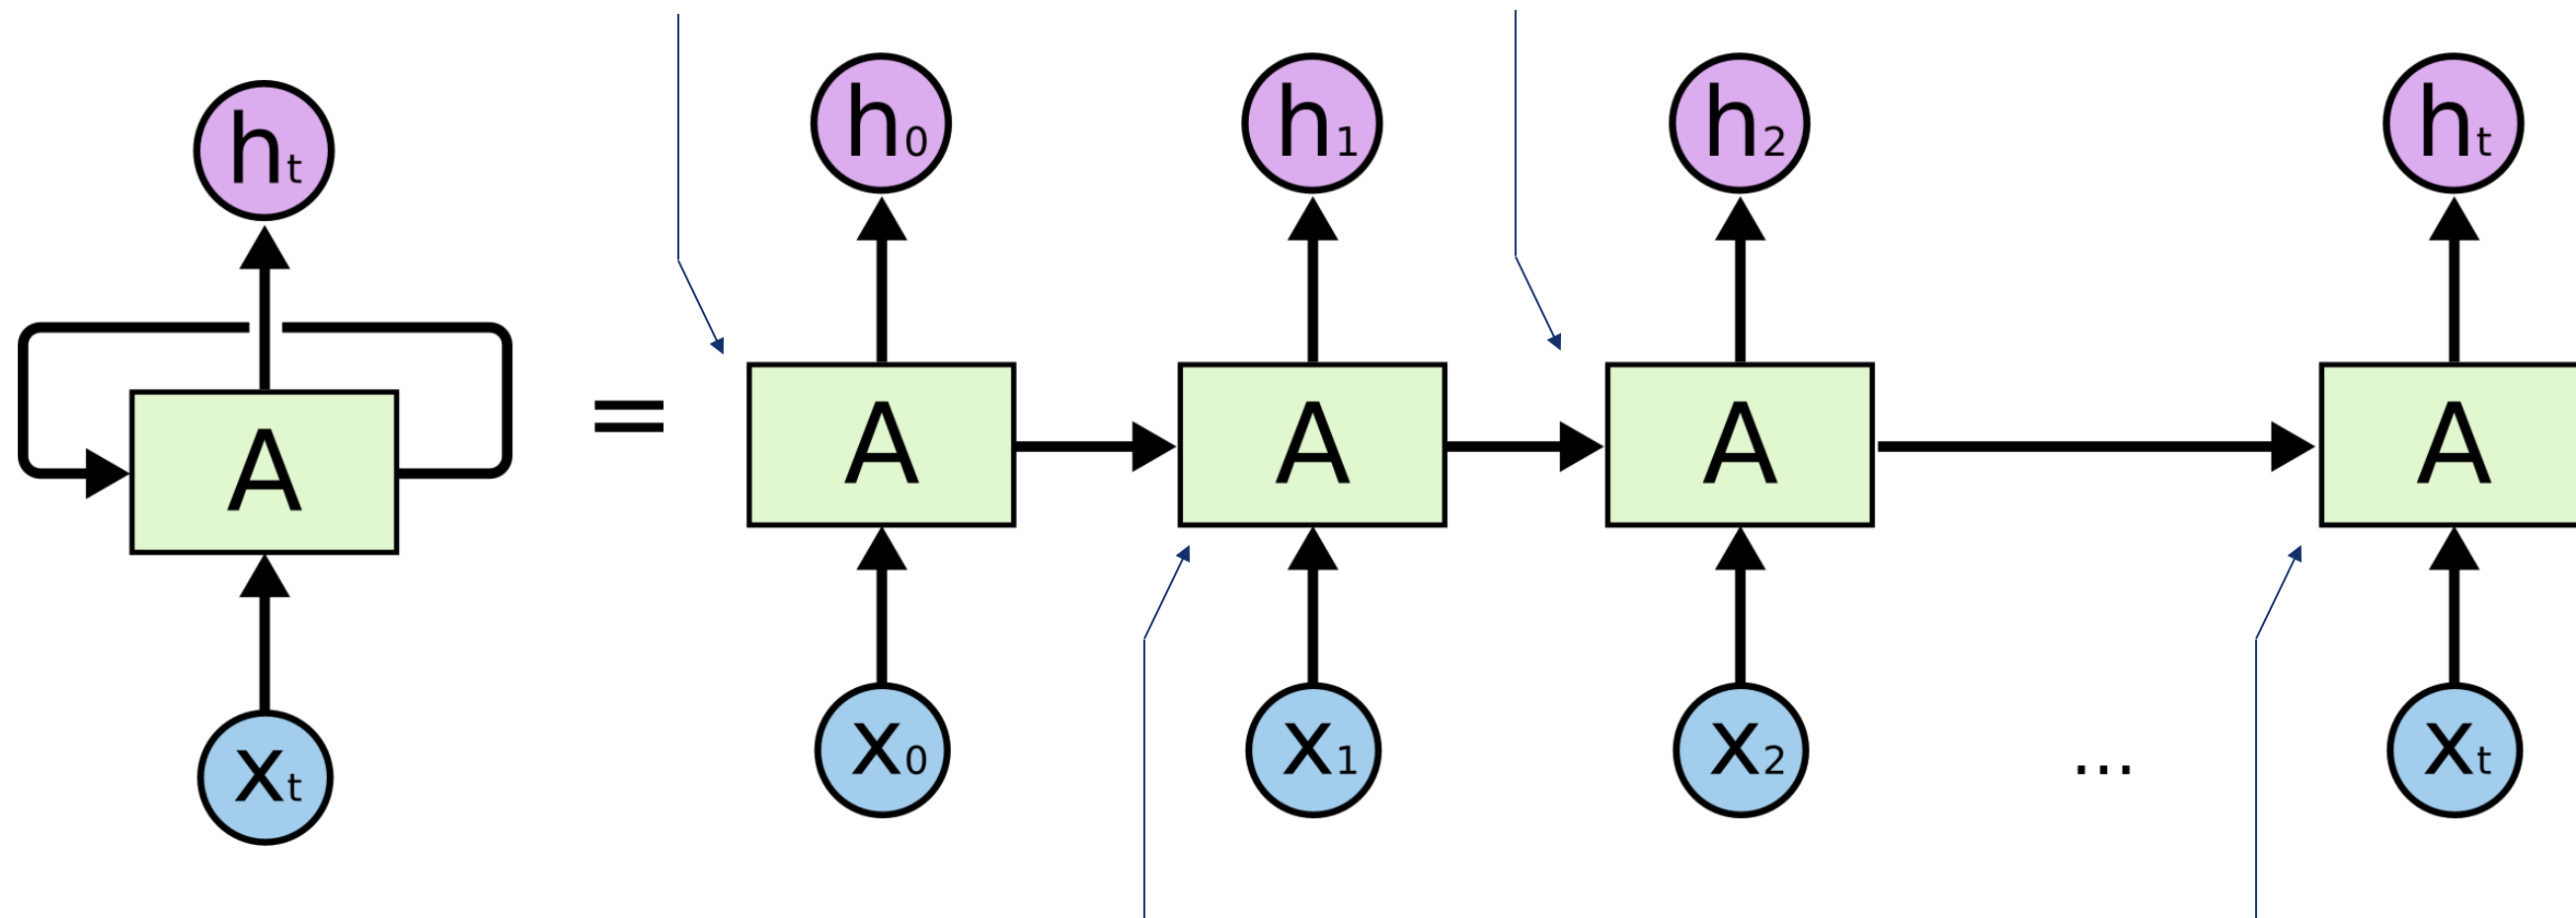 hₜ h₀ h₁ h₂ hₜ
A = A A A A
xₜ x₀ x₁ x₂ ... xₜ